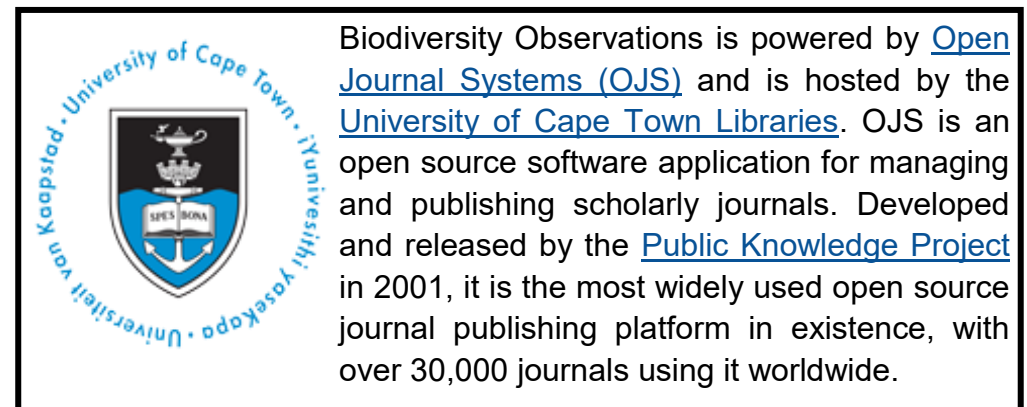 University of Cape Town · iYunivesithi yaseKapa · Universiteit van Kaapstad ·
SPES BONA
Biodiversity Observations is powered by Open
Journal Systems (OJS) and is hosted by the
University of Cape Town Libraries. OJS is an
open source software application for managing
and publishing scholarly journals. Developed
and released by the Public Knowledge Project
in 2001, it is the most widely used open source
journal publishing platform in existence, with
over 30,000 journals using it worldwide.